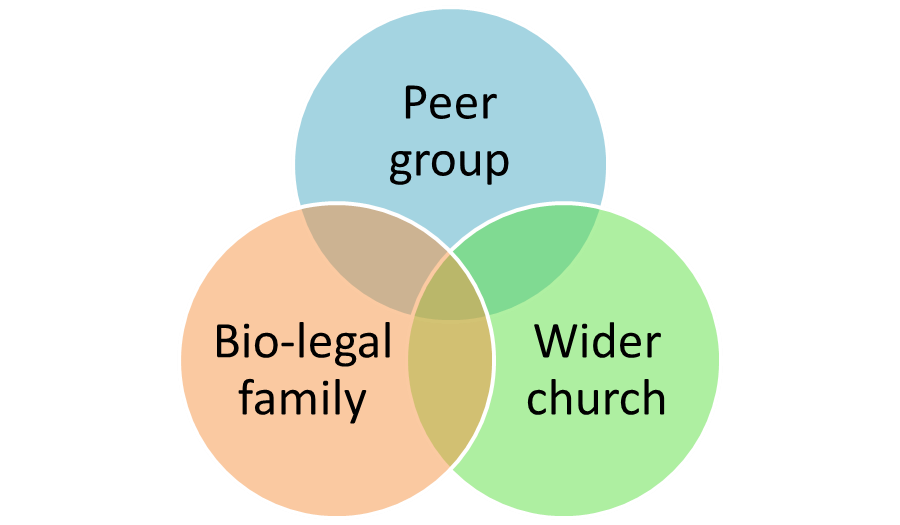 Peer
group
Bio-legal
family
Wider
church